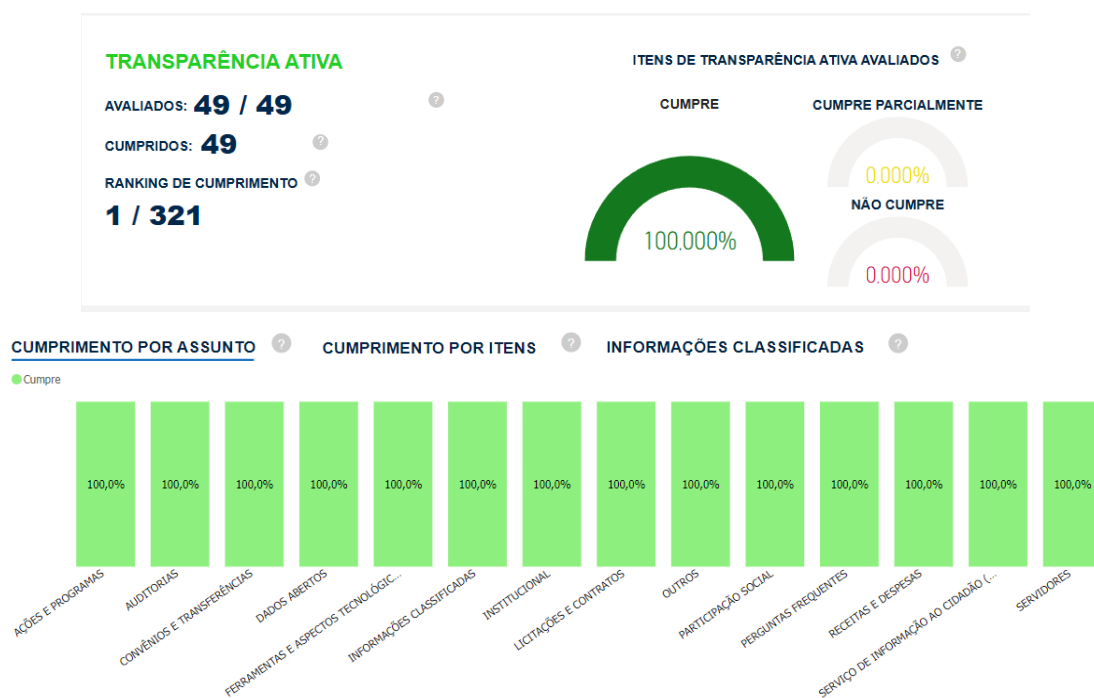 TRANSPARÊNCIA ATIVA
AVALIADOS: 49 / 49 ?
CUMPRIDOS: 49 ?
RANKING DE CUMPRIMENTO ?
1 / 321
ITENS DE TRANSPARÊNCIA ATIVA AVALIADOS ?
CUMPRE
100,000%
CUMPRE PARCIALMENTE
0,000%
NÃO CUMPRE
0,000%
CUMPRIMENTO POR ASSUNTO ? CUMPRIMENTO POR ITENS ? INFORMAÇÕES CLASSIFICADAS ?
Cumpre
100,0% 100,0% 100,0% 100,0% 100,0% 100,0% 100,0% 100,0% 100,0% 100,0% 100,0% 100,0% 100,0% 100,0%
AÇÕES E PROGRAMAS
AUDITORIAS
CONVÊNIOS E TRANSFERÊNCIAS
DADOS ABERTOS
FERRAMENTAS E ASPECTOS TECNOLÓGIC...
INFORMAÇÕES CLASSIFICADAS
INSTITUCIONAL
LICITAÇÕES E CONTRATOS
OUTROS
PARTICIPAÇÃO SOCIAL
PERGUNTAS FREQUENTES
RECEITAS E DESPESAS
SERVIÇO DE INFORMAÇÃO AO CIDADÃO (...
SERVIDORES